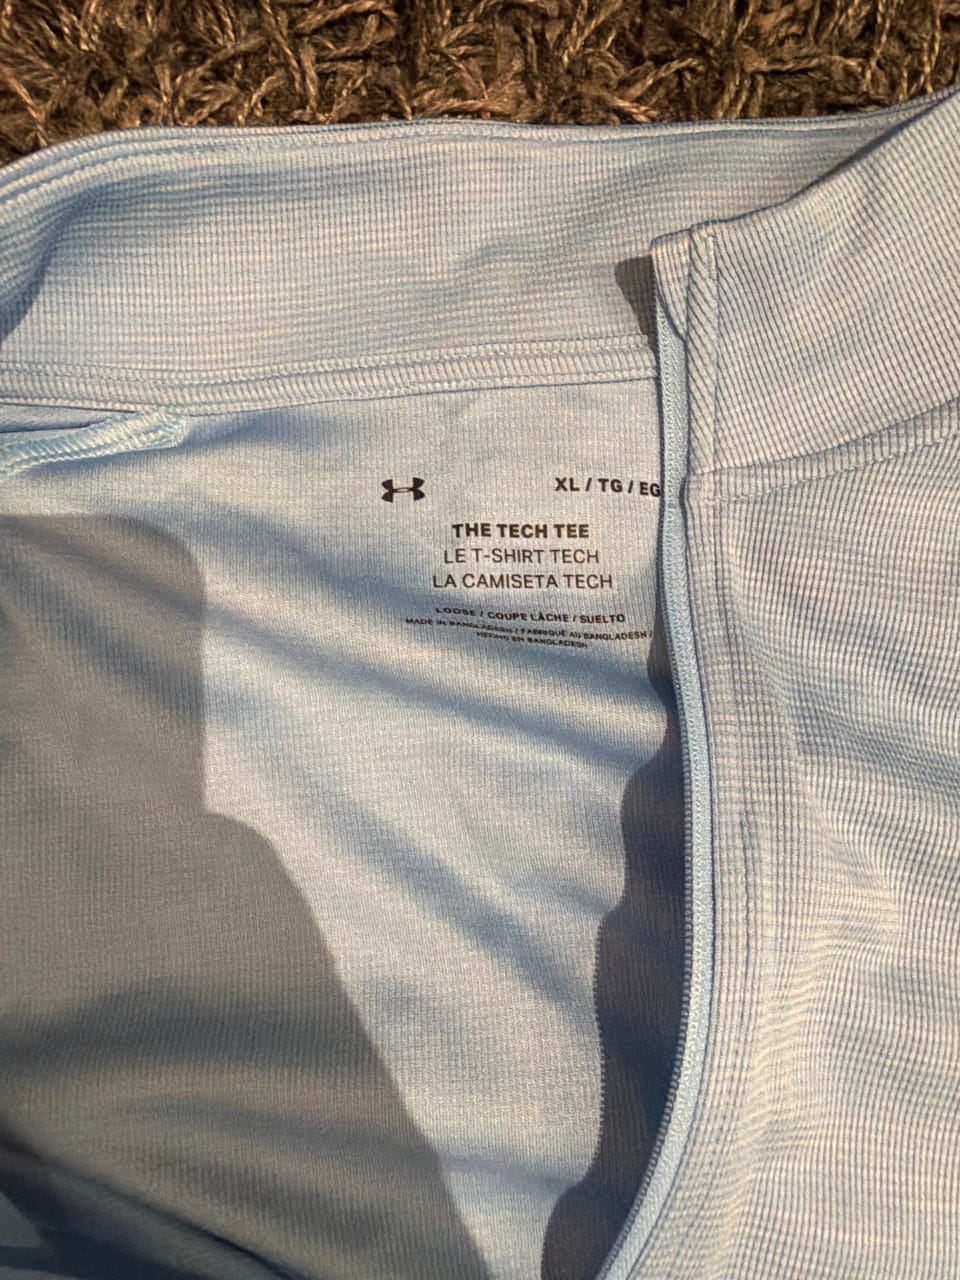 XL / TG / EG
THE TECH TEE
LE T-SHIRT TECH
LA CAMISETA TECH
LOOSE / COUPE LÂCHE / SUELTO
MADE IN BANGLADESH / FABRIQUÉ AU BANGLADESH /
HECHO EN BANGLADESH